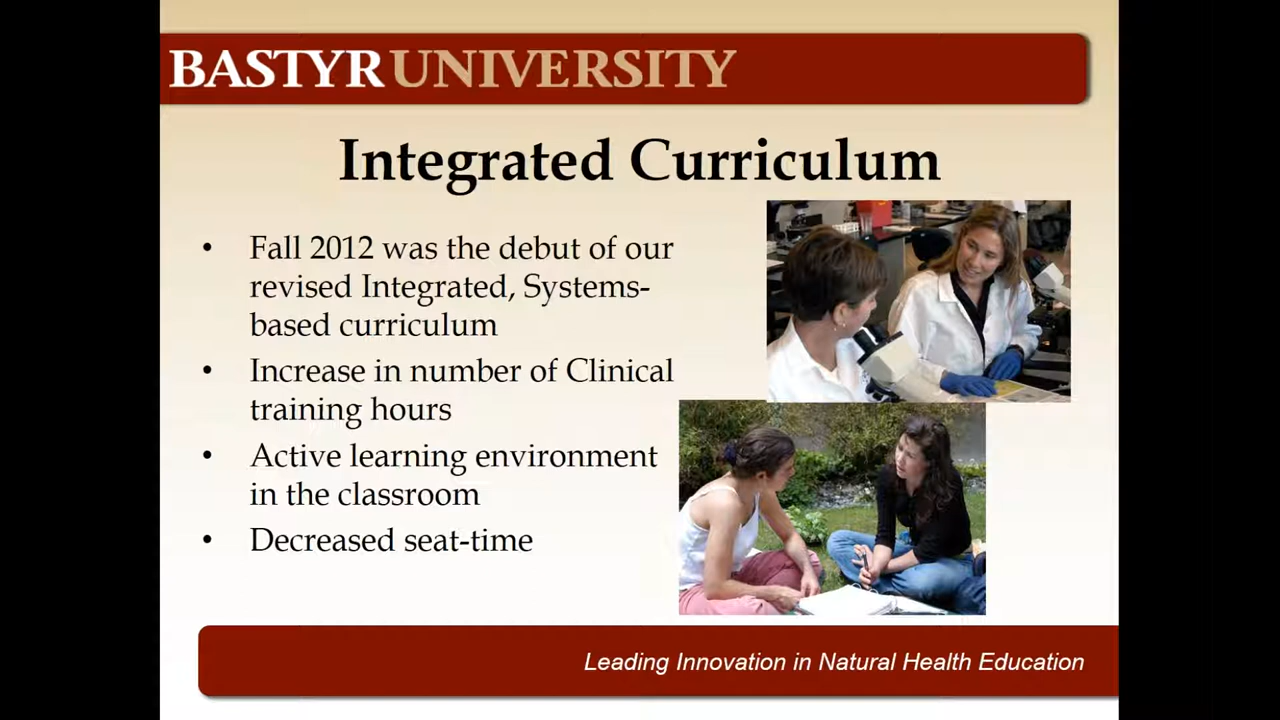 BASTYR UNIVERSITY
Integrated Curriculum
• Fall 2012 was the debut of our
revised Integrated, Systems-
based curriculum
• Increase in number of Clinical
training hours
• Active learning environment
in the classroom
• Decreased seat-time
Leading Innovation in Natural Health Education